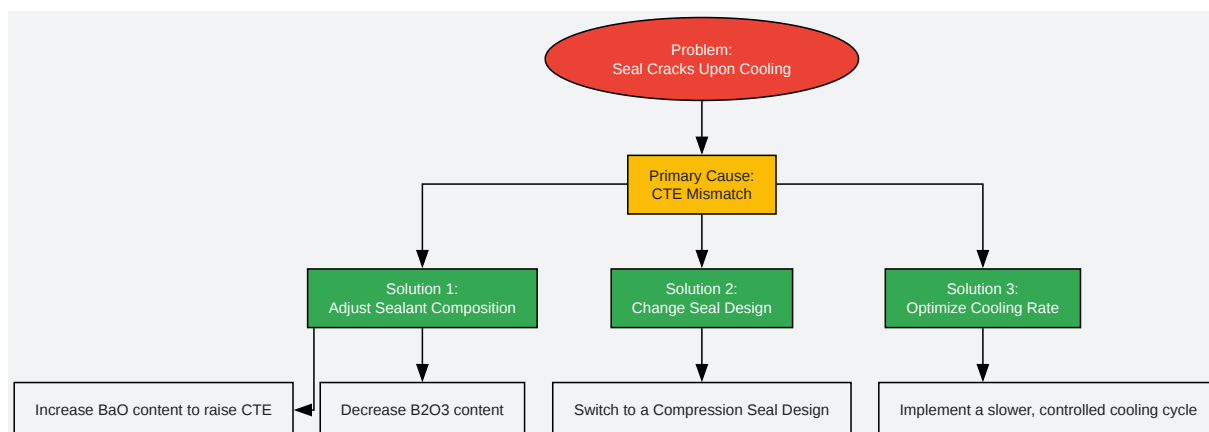 Problem:
Seal Cracks Upon Cooling
Primary Cause:
CTE Mismatch
Solution 1:
Adjust Sealant Composition
Solution 2:
Change Seal Design
Solution 3:
Optimize Cooling Rate
Increase BaO content to raise CTE
Decrease B2O3 content
Switch to a Compression Seal Design
Implement a slower, controlled cooling cycle